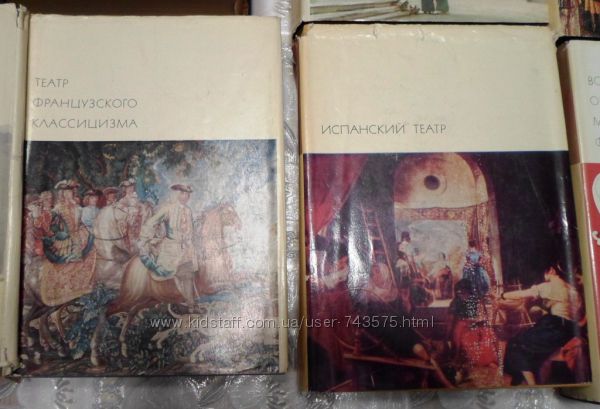 ТЕАТР
ФРАНЦУЗСКОГО
КЛАССИЦИЗМА
ИСПАНСКИЙ ТЕАТР
www.kidstaff.com.ua/user-743575.html